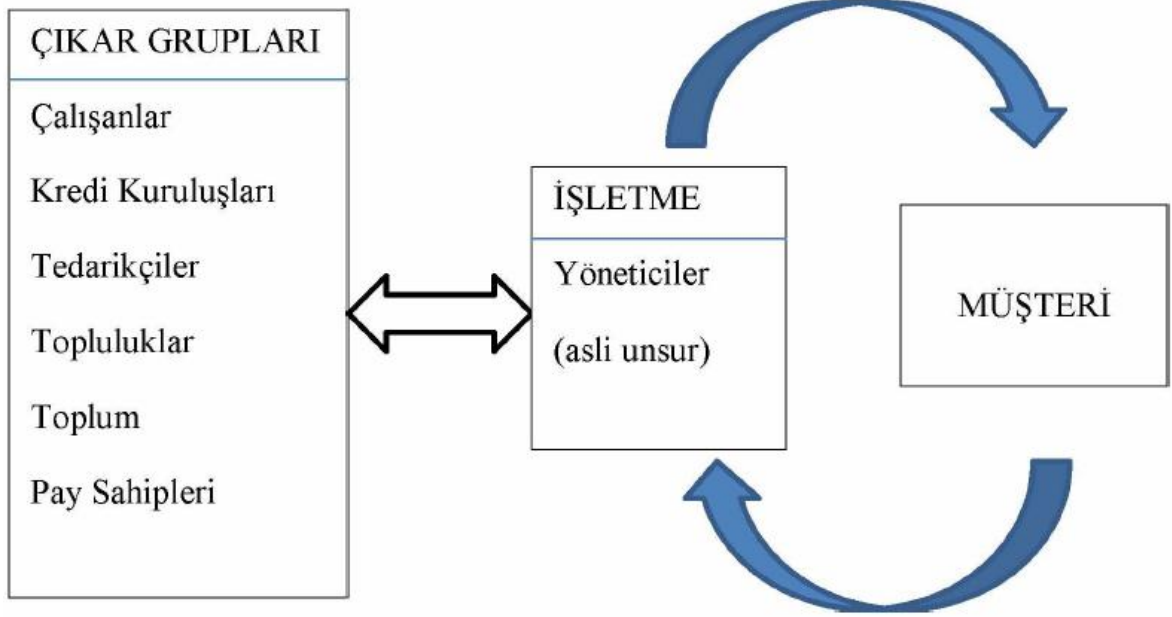 ÇIKAR GRUPLARI
Çalışanlar
Kredi Kuruluşları
Tedarikçiler
Topluluklar
Toplum
Pay Sahipleri
İŞLETME
Yöneticiler
(asli unsur)
MÜŞTERİ